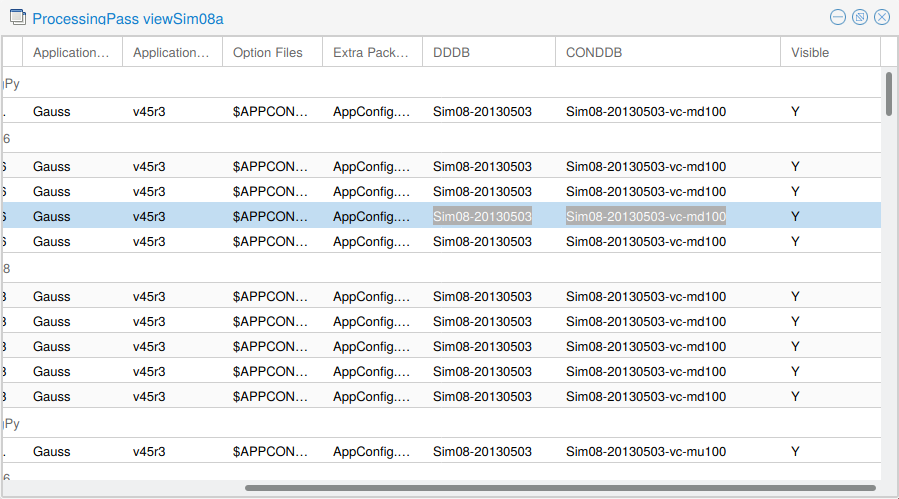 ProcessingPass viewSim08a
Application... Application... Option Files Extra Pack... DDDB CONDDB Visible
gPy
. Gauss v45r3 $APPCON... AppConfig.... Sim08-20130503 Sim08-20130503-vc-md100 Y
6
6 Gauss v45r3 $APPCON... AppConfig.... Sim08-20130503 Sim08-20130503-vc-md100 Y
6 Gauss v45r3 $APPCON... AppConfig.... Sim08-20130503 Sim08-20130503-vc-md100 Y
6 Gauss v45r3 $APPCON... AppConfig.... Sim08-20130503 Sim08-20130503-vc-md100 Y
6 Gauss v45r3 $APPCON... AppConfig.... Sim08-20130503 Sim08-20130503-vc-md100 Y
8
8 Gauss v45r3 $APPCON... AppConfig.... Sim08-20130503 Sim08-20130503-vc-md100 Y
8 Gauss v45r3 $APPCON... AppConfig.... Sim08-20130503 Sim08-20130503-vc-md100 Y
8 Gauss v45r3 $APPCON... AppConfig.... Sim08-20130503 Sim08-20130503-vc-md100 Y
8 Gauss v45r3 $APPCON... AppConfig.... Sim08-20130503 Sim08-20130503-vc-md100 Y
8 Gauss v45r3 $APPCON... AppConfig.... Sim08-20130503 Sim08-20130503-vc-md100 Y
gPy
. Gauss v45r3 $APPCON... AppConfig.... Sim08-20130503 Sim08-20130503-vc-mu100 Y
6